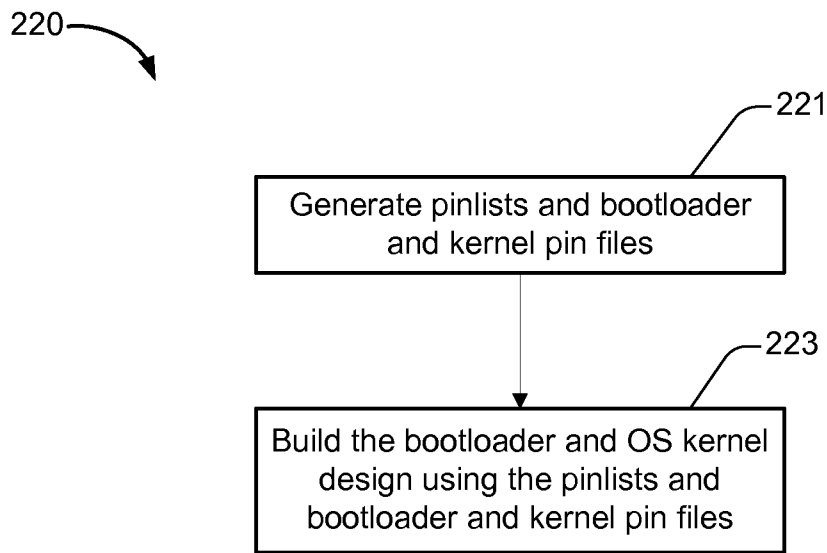 220
221
Generate pinlists and bootloader
and kernel pin files
223
Build the bootloader and OS kernel
design using the pinlists and
bootloader and kernel pin files